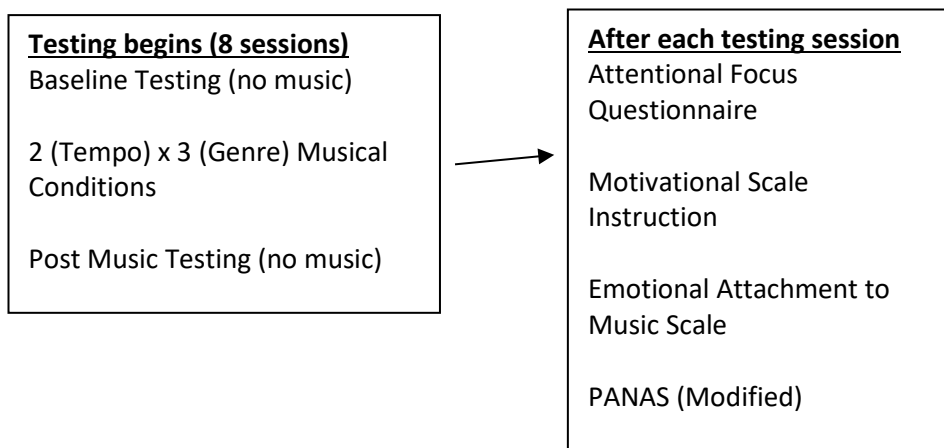 Testing begins (8 sessions)
Baseline Testing (no music)
2 (Tempo) x 3 (Genre) Musical
Conditions
Post Music Testing (no music)
After each testing session
Attentional Focus
Questionnaire
Motivational Scale
Instruction
Emotional Attachment to
Music Scale
PANAS (Modified)